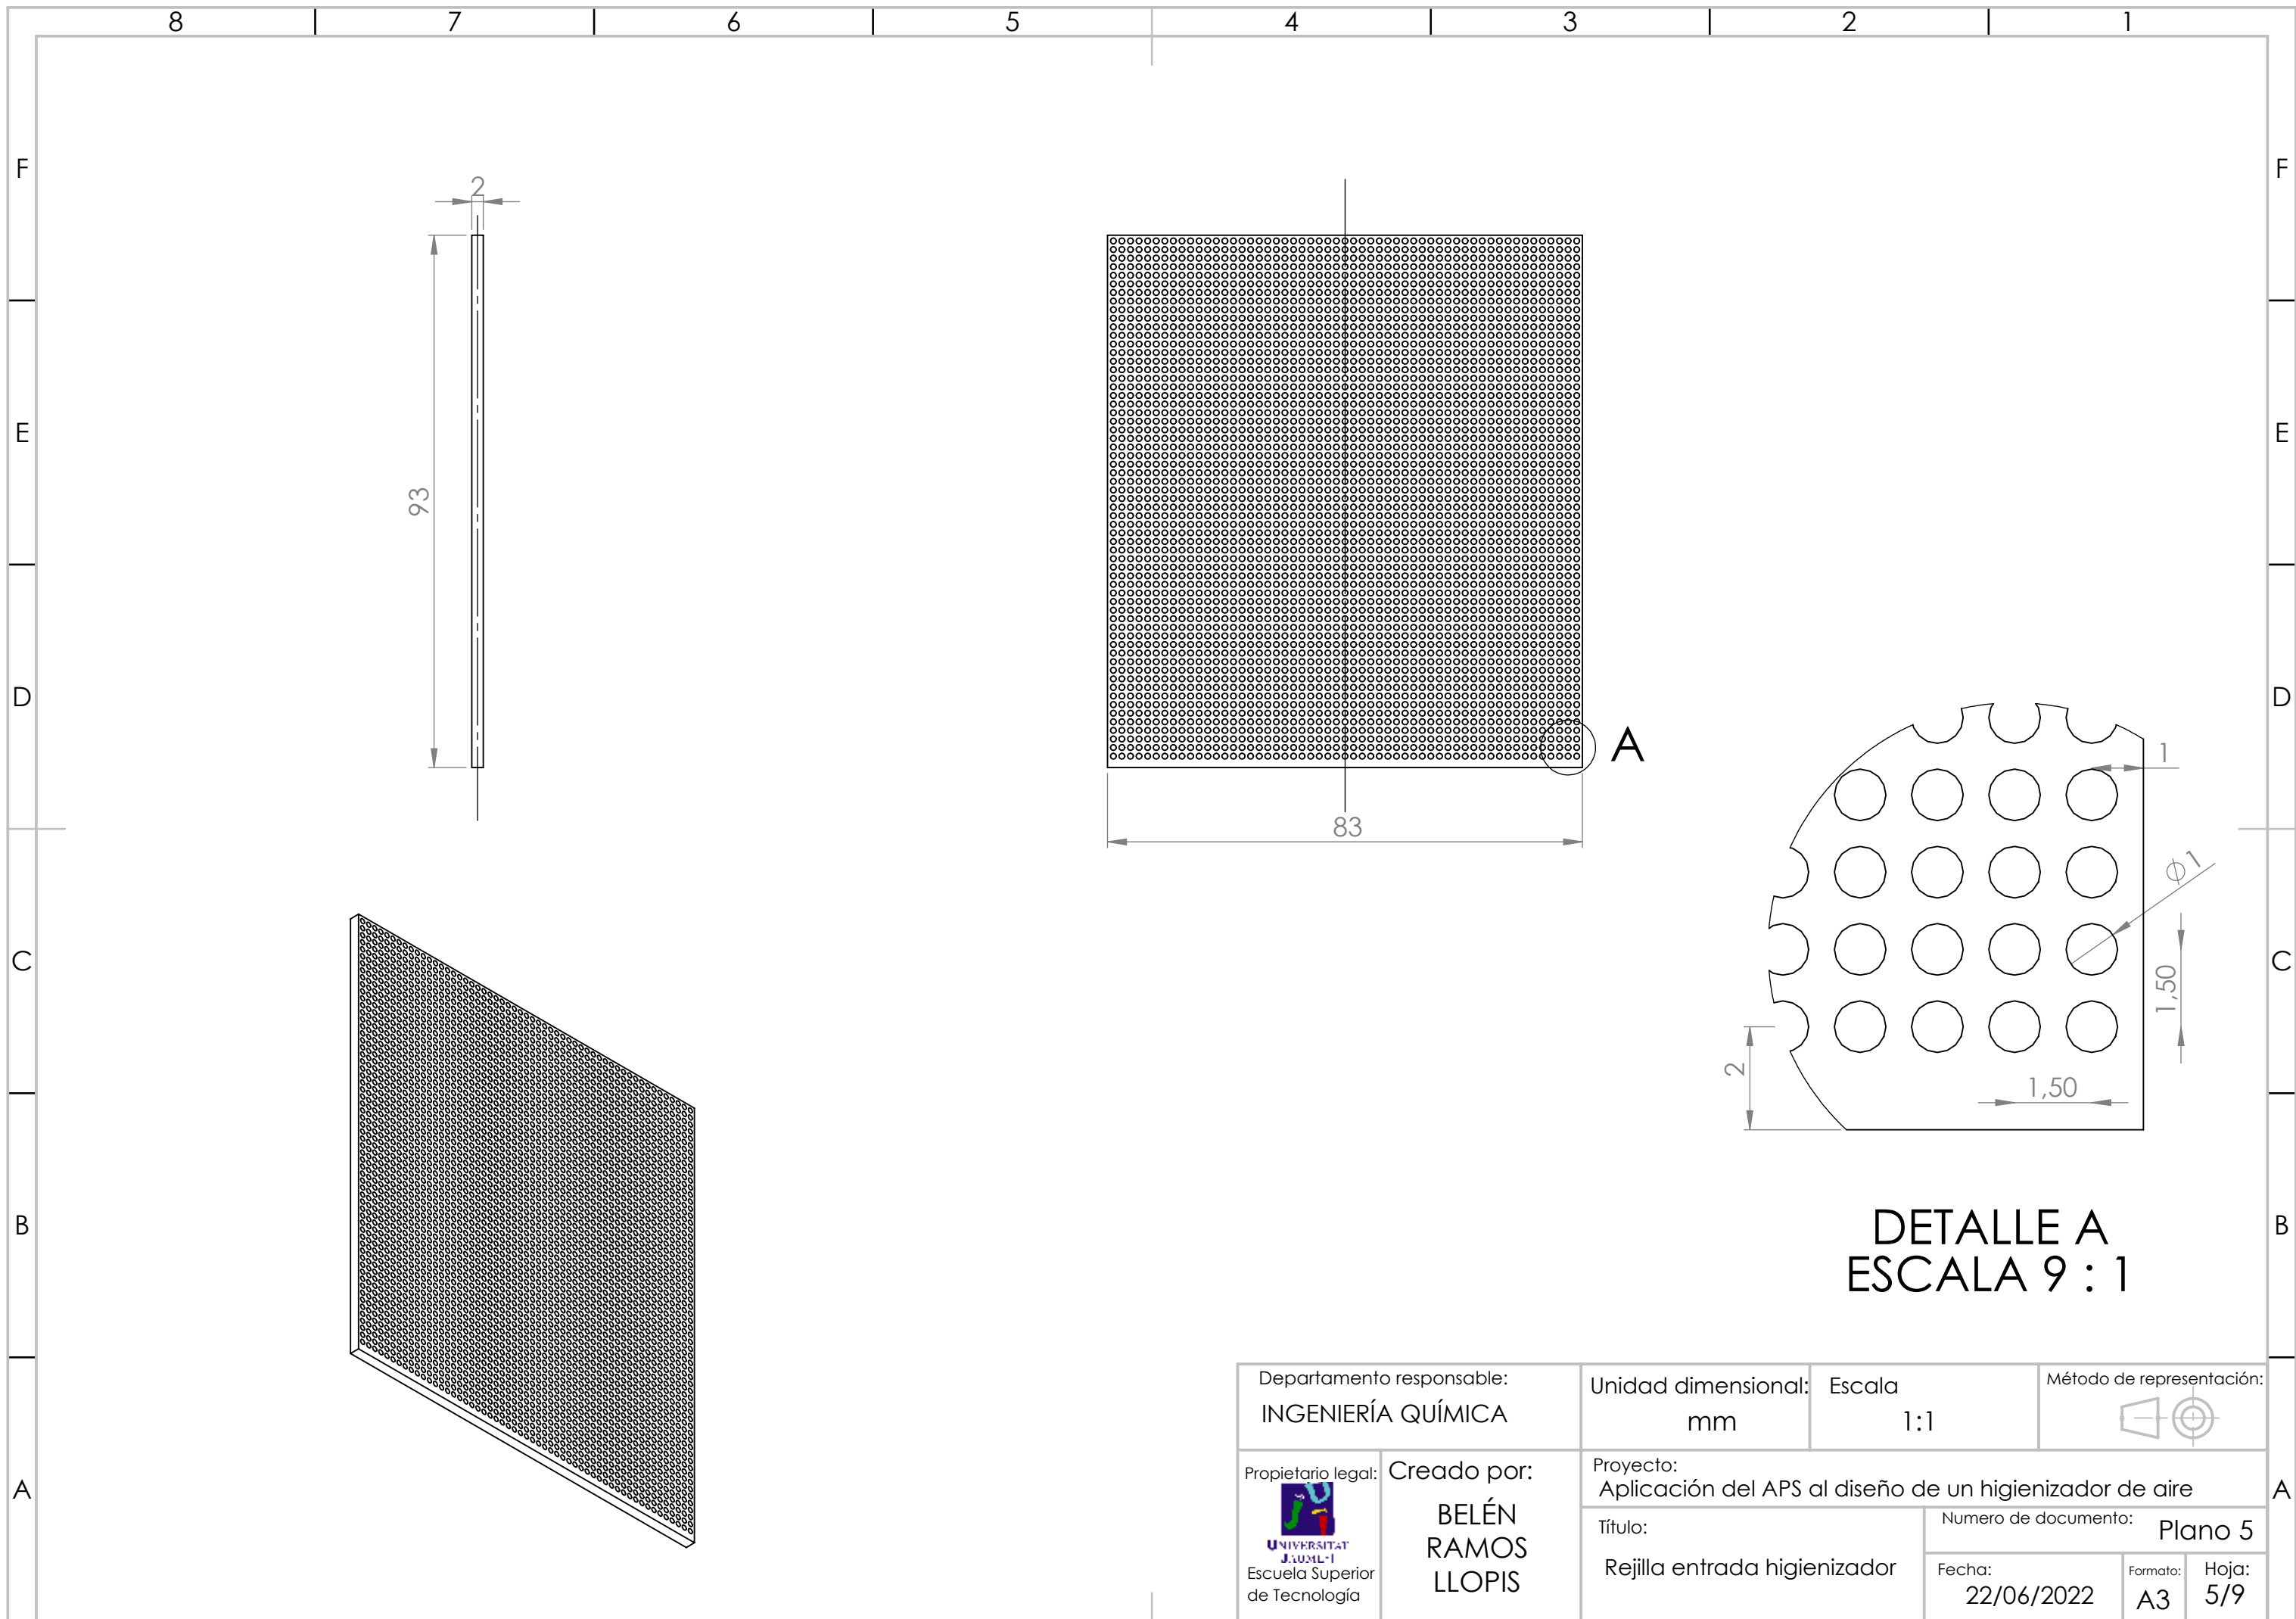 8 7 6 5 4 3 2 1
F F
E E
D D
C C
B B
A A
2
93
83
A
1
∅1
1,50
2
1,50
DETALLE A
ESCALA 9 : 1
Departamento responsable:
INGENIERÍA QUÍMICA
Unidad dimensional:
mm
Escala
1:1
Método de representación:
Propietario legal:
UNIVERSITAT
JAUME·I
Escuela Superior
de Tecnología
Creado por:
BELÉN
RAMOS
LLOPIS
Proyecto:
Aplicación del APS al diseño de un higienizador de aire
Título:
Rejilla entrada higienizador
Numero de documento: Plano 5
Fecha:
22/06/2022
Formato:
A3
Hoja:
5/9